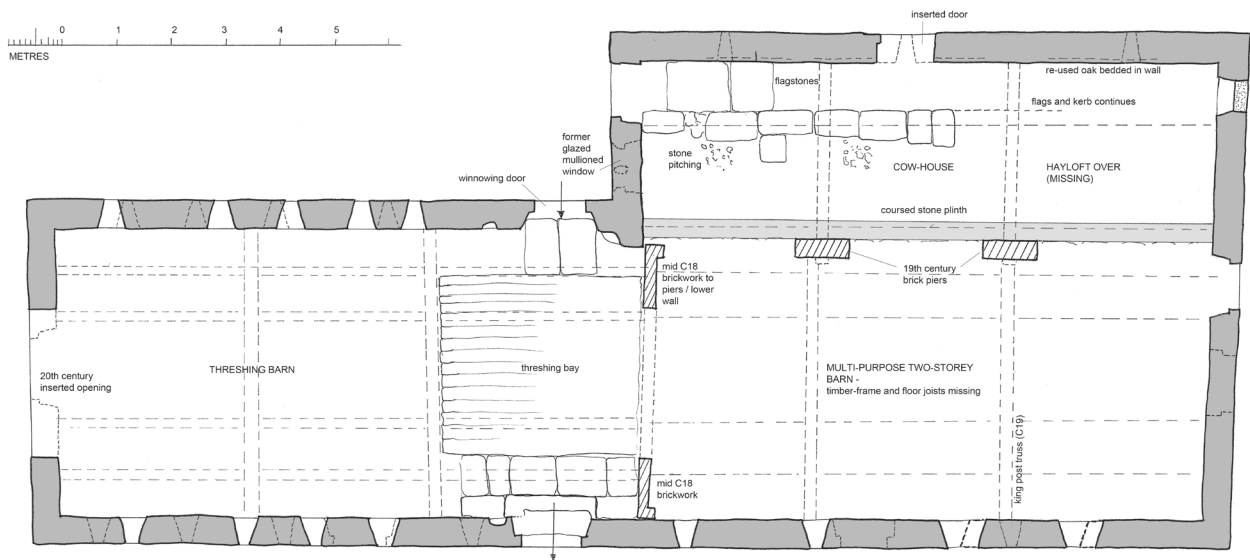 0 1 2 3 4 5
METRES
inserted door
re-used oak bedded in wall
flagstones
flags and kerb continues
former
glazed
mullioned
window
stone
pitching
COW-HOUSE
HAYLOFT OVER
(MISSING)
winnowing door
coursed stone plinth
mid C18
brickwork to
piers / lower
wall
19th century
brick piers
20th century
inserted opening
THRESHING BARN
threshing bay
MULTI-PURPOSE TWO-STOREY
BARN -
timber-frame and floor joists missing
king post truss (C19)
mid C18
brickwork